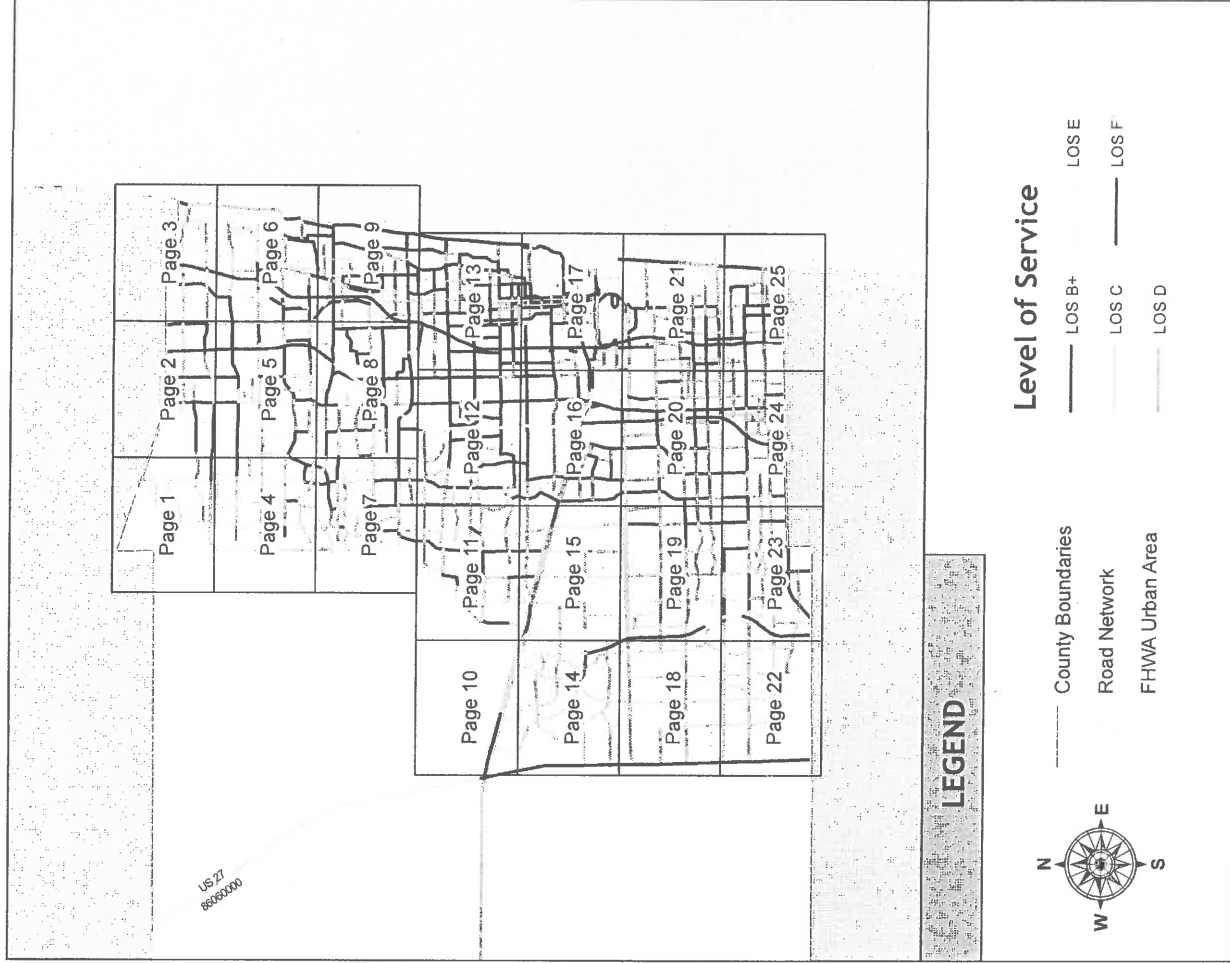 US 27
86060000
Page 1
Page 2
Page 3
Page 4
Page 5
Page 6
Page 7
Page 8
Page 9
Page 10
Page 11
Page 12
Page 13
Page 14
Page 15
Page 16
Page 17
Page 18
Page 19
Page 20
Page 21
Page 22
Page 23
Page 24
Page 25
LEGEND
N
W
E
S
County Boundaries
Road Network
FHWA Urban Area
Level of Service
LOS B+
LOS C
LOS D
LOS E
LOS F